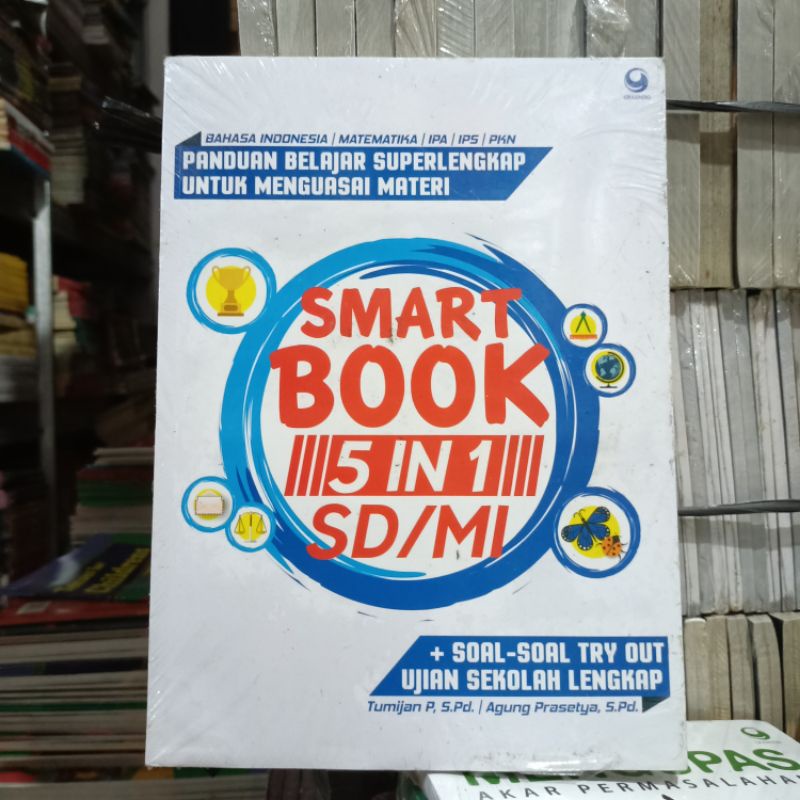 BAHASA INDONESIA | MATEMATIKA | IPA | IPS | PKN
PANDUAN BELAJAR SUPERLENGKAP
UNTUK MENGUASAI MATERI
SMART
BOOK
5 IN 1
SD/MI
+ SOAL-SOAL TRY OUT
UJIAN SEKOLAH LENGKAP
Tumijan P, S.Pd. | Agung Prasetya, S.Pd.
AKAR PERMASALAHAN